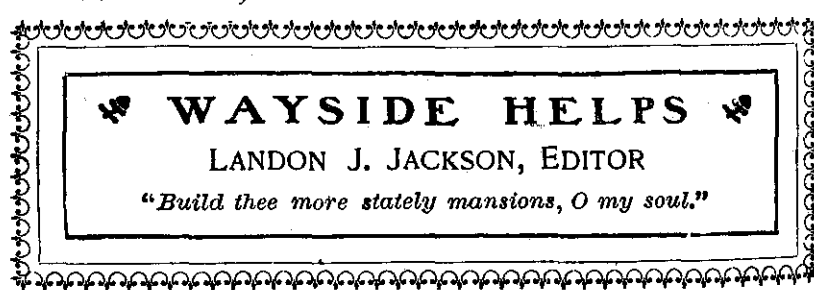 WAYSIDE HELPS
LANDON J. JACKSON, EDITOR
"Build thee more stately mansions, O my soul."